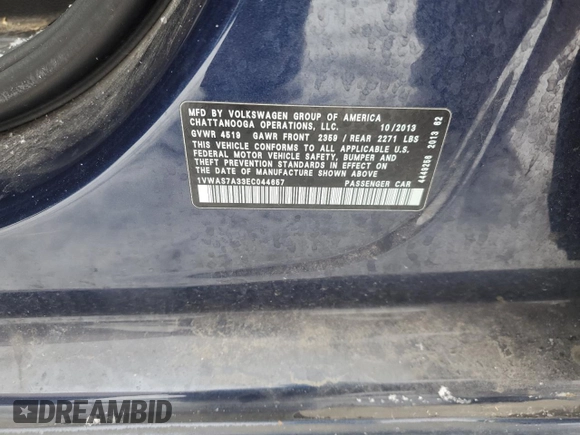 MFD BY VOLKSWAGEN GROUP OF AMERICA
CHATTANOOGA OPERATIONS, LLC. 10/2013
GVWR 4519 GAWR FRONT 2359 / REAR 2271 LBS
THIS VEHICLE CONFORMS TO ALL APPLICABLE U.S.
FEDERAL MOTOR VEHICLE SAFETY, BUMPER AND
THEFT PREVENTION STANDARDS IN EFFECT ON
THE DATE OF MANUFACTURE SHOWN ABOVE.
1VWAS7A33EC044657 PASSENGER CAR
4449256 2013 62
DREAMBID